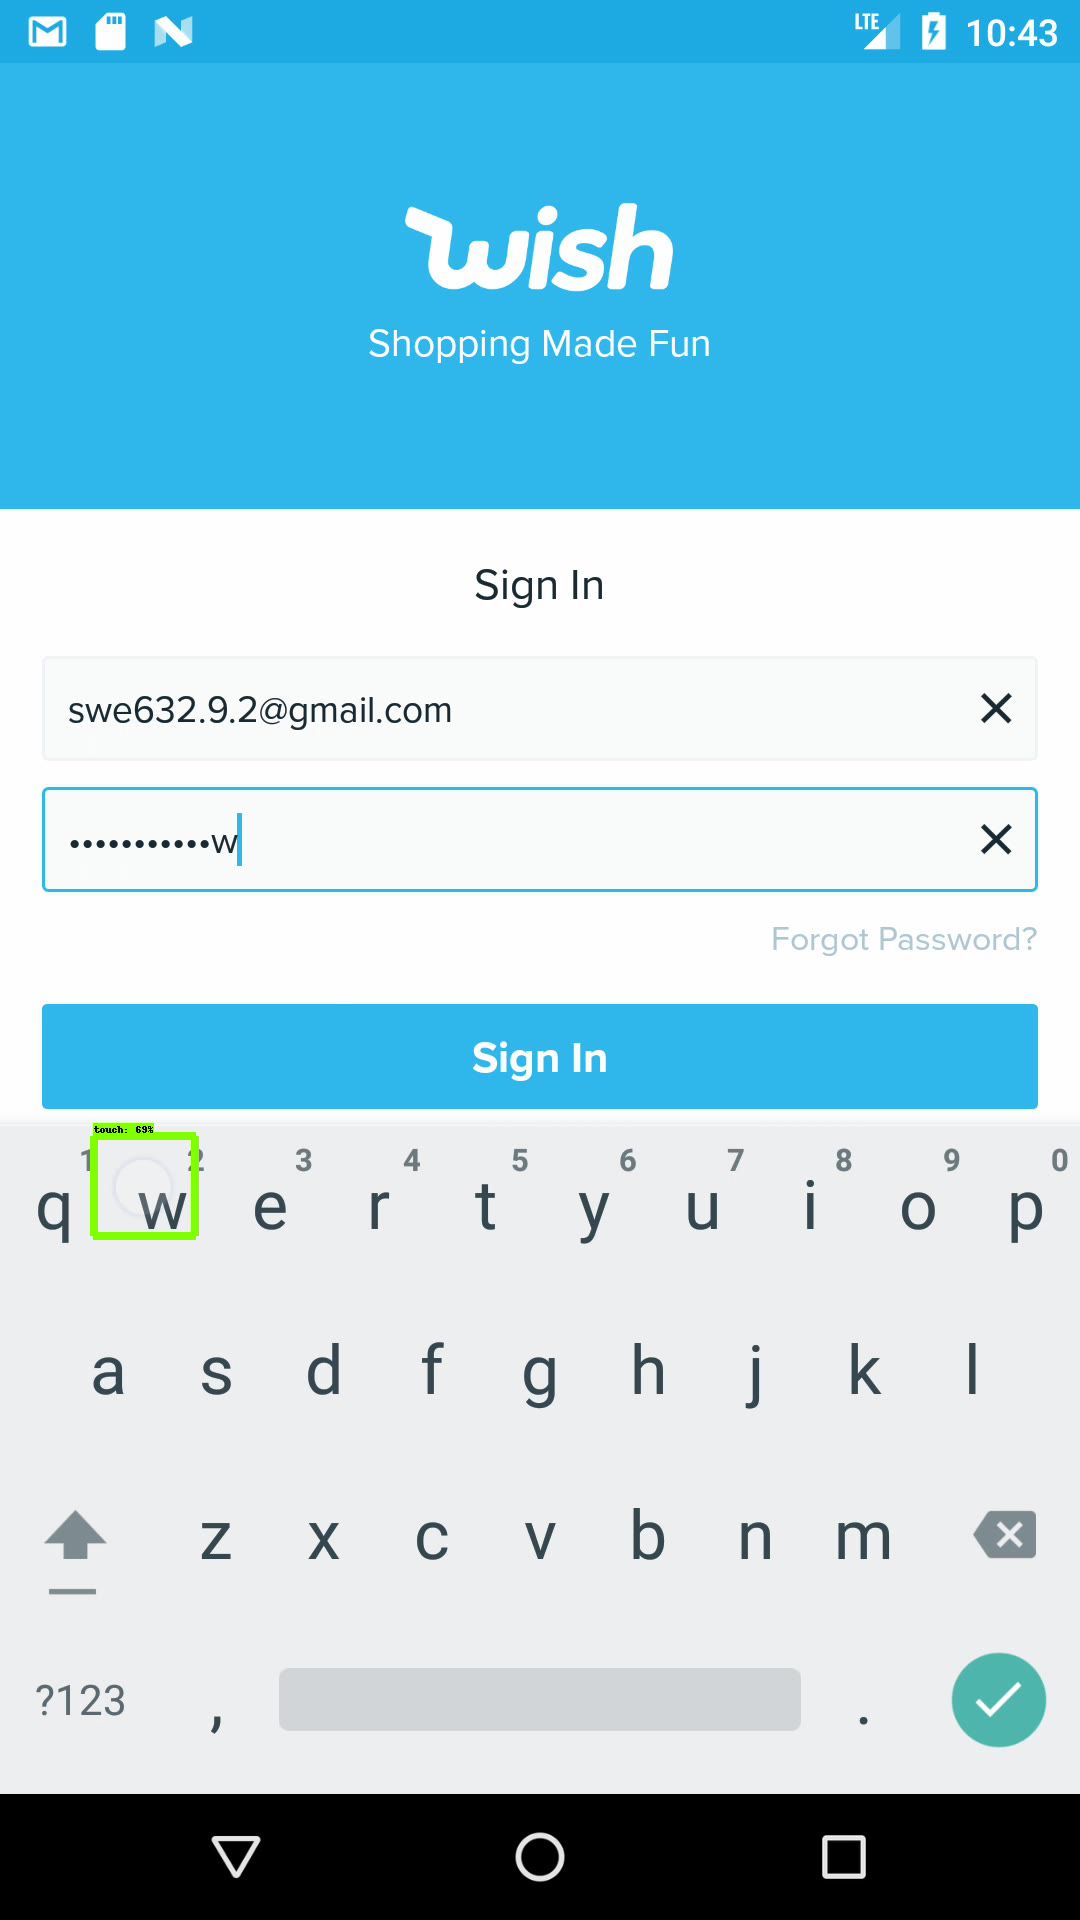 LTE 10:43
wish
Shopping Made Fun
Sign In
swe632.9.2@gmail.com
•••••••••••w
Forgot Password?
Sign In
touch: 69%
1 2 3 4 5 6 7 8 9 0
q w e r t y u i o p
a s d f g h j k l
z x c v b n m
?123 , .